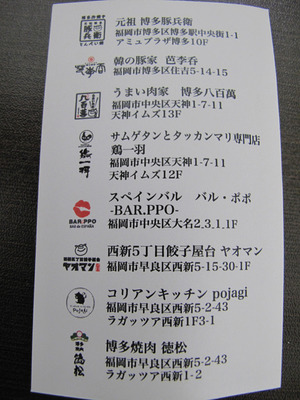 元祖 博多豚兵衛
福岡市博多区博多駅中央街1-1
アミュプラザ博多10F
韓の豚家 芭李呑
福岡市博多区住吉5-14-15
うまい肉家 博多八百萬
福岡市中央区天神1-7-11
天神イムズ13F
サムゲタンとタッカンマリ専門店
鶏一羽
福岡市中央区天神1-7-11
天神イムズ12F
BAR.PPO
スペインバル バル・ポポ
-BAR.PPO-
福岡市中央区大名2.3.1.1F
ヤオマン
西新5丁目餃子屋台 ヤオマン
福岡市早良区西新5-15-30-1F
Pojagi
コリアンキッチン pojagi
福岡市早良区西新5-2-43
ラガッツア西新1F3-1
徳松
博多焼肉 徳松
福岡市早良区西新5-2-43
ラガッツア西新1-2